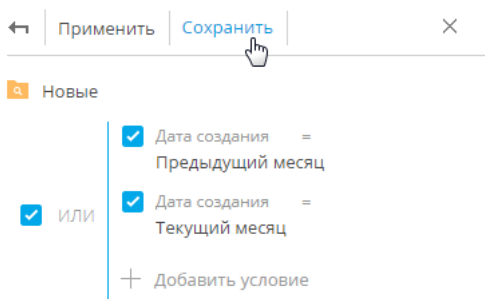 Применить Сохранить
Новые
Дата создания =
Предыдущий месяц
Дата создания =
ИЛИ
Текущий месяц
Добавить условие